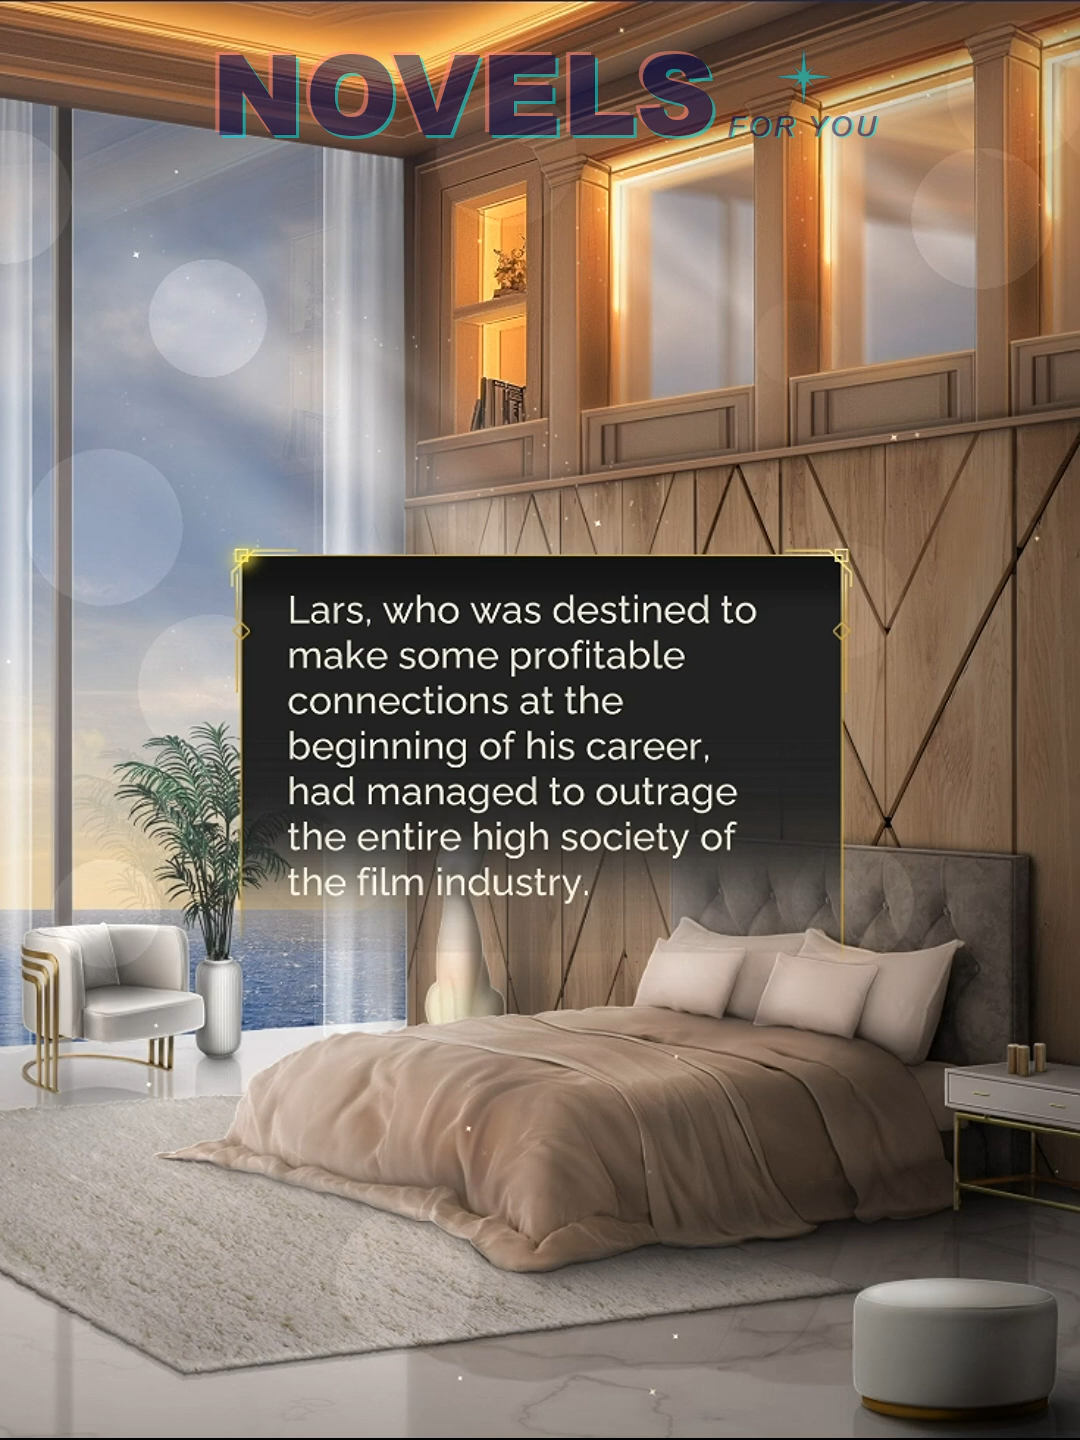 NOVELS
FOR YOU
Lars, who was destined to
make some profitable
connections at the
beginning of his career,
had managed to outrage
the entire high society of
the film industry.